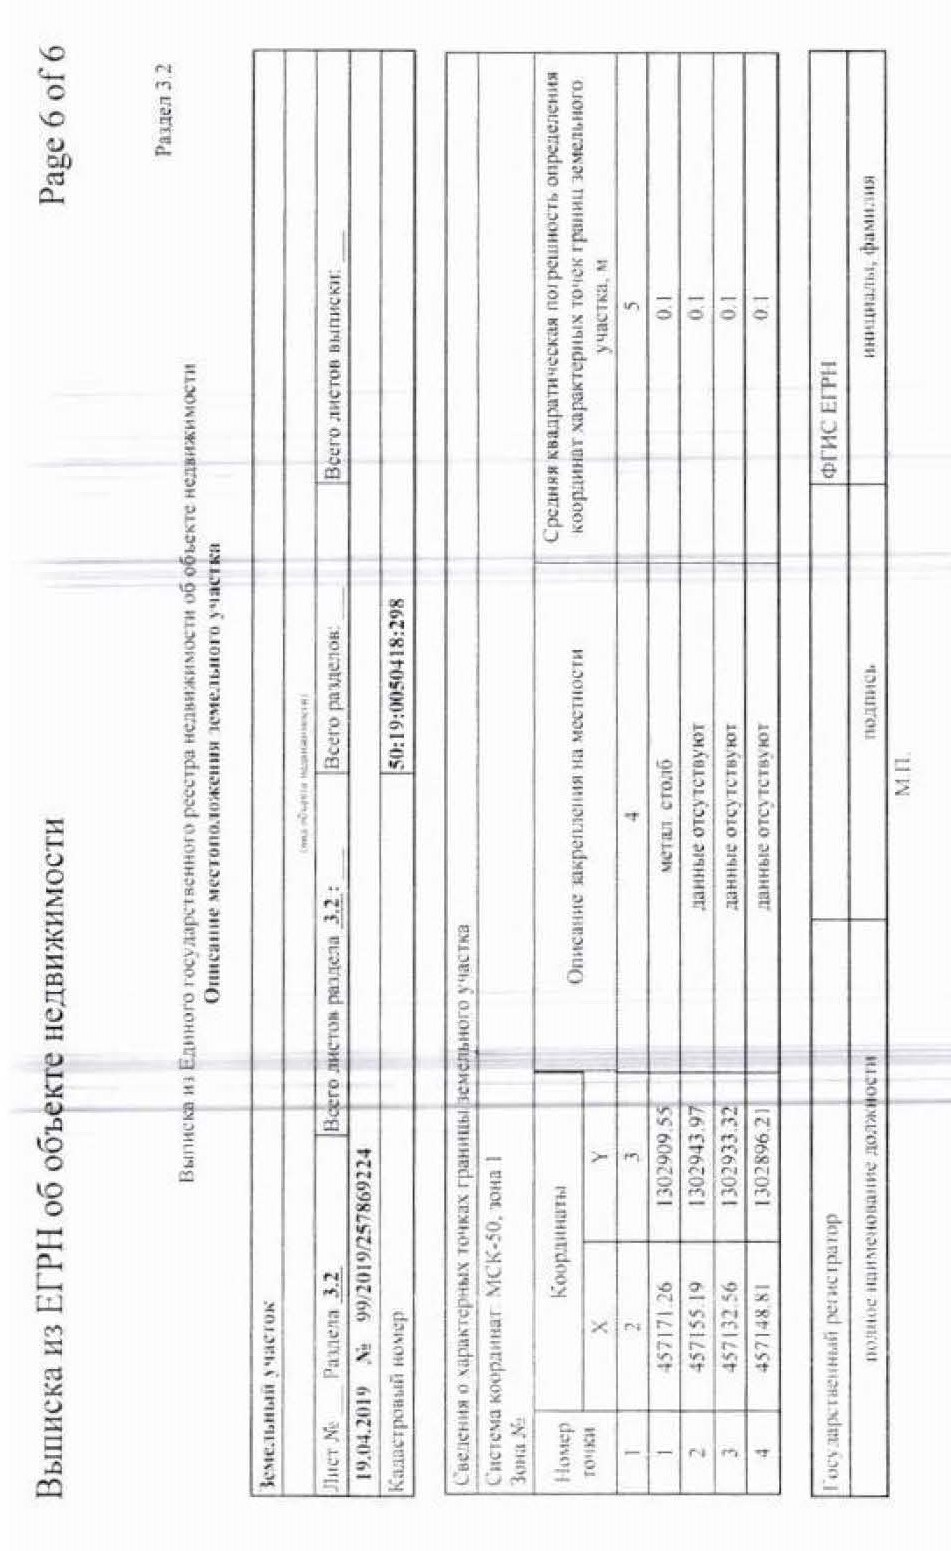 Выписка из ЕГРН об объекте недвижимости Page 6 of 6
Раздел 3.2
Выписка из Единого государственного реестра недвижимости об объекте недвижимости
Описание местоположения земельного участка
Земельный участок
(вид объекта недвижимости)
Лист № ___ Раздела 3.2 Всего листов раздела 3.2 : ___ Всего разделов: ___ Всего листов выписки: ___
19.04.2019 № 99/2019/257869224
Кадастровый номер 50:19:0050418:298
Сведения о характерных точках границы земельного участка
Система координат МСК-50, зона 1
Зона №
Номер точки Координаты Описание закрепления на местности Средняя квадратическая погрешность определения
координат характерных точек границ земельного
участка, м
X Y
1 2 3 4 5
1 457171.26 1302909.55 метал столб 0.1
2 457155.19 1302943.97 данные отсутствуют 0.1
3 457132.56 1302933.32 данные отсутствуют 0.1
4 457148.81 1302896.21 данные отсутствуют 0.1
Государственный регистратор ФГИС ЕГРН
полное наименование должности подпись инициалы, фамилия
М.П.